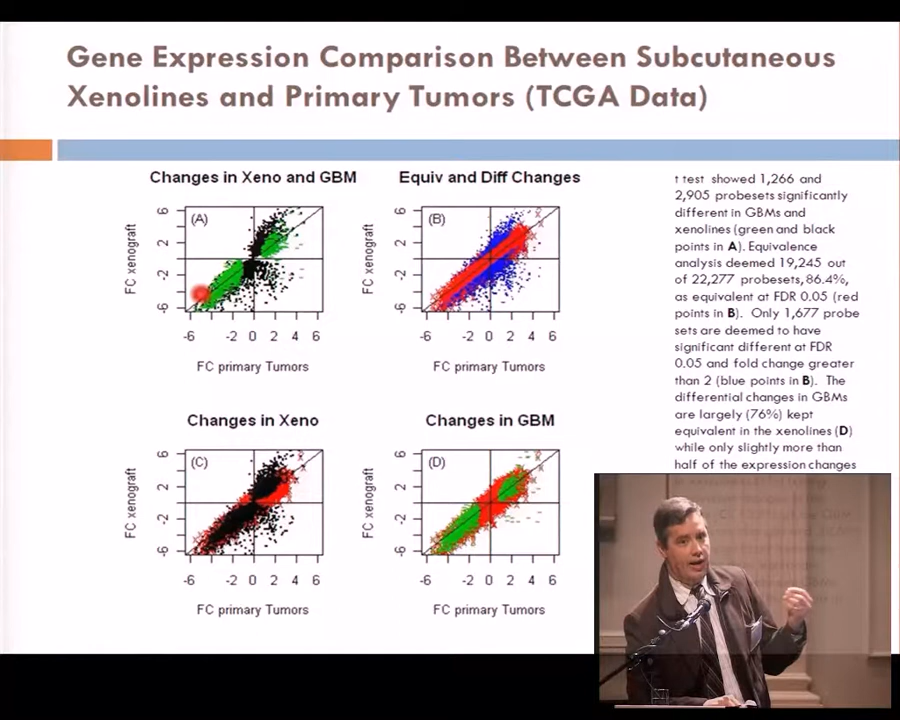 Gene Expression Comparison Between Subcutaneous
Xenolines and Primary Tumors (TCGA Data)
Changes in Xeno and GBM
(A)
FC xenograft
6
2
-2
-6
-6 -2 0 2 4 6
FC primary Tumors
Equiv and Diff Changes
(B)
FC xenograft
6
2
-2
-6
-6 -2 0 2 4 6
FC primary Tumors
t test showed 1,266 and
2,905 probesets significantly
different in GBMs and
xenolines (green and black
points in A). Equivalence
analysis deemed 19,245 out
of 22,277 probesets, 86.4%,
as equivalent at FDR 0.05 (red
points in B). Only 1,677 probe
sets are deemed to have
significant different at FDR
0.05 and fold change greater
than 2 (blue points in B). The
differential changes in GBMs
are largely (76%) kept
equivalent in the xenolines (D)
while only slightly more than
half of the expression changes
Changes in Xeno
(C)
FC xenograft
6
2
-2
-6
-6 -2 0 2 4 6
FC primary Tumors
Changes in GBM
(D)
FC xenograft
6
2
-2
-6
-6 -2 0 2 4 6
FC primary Tumors